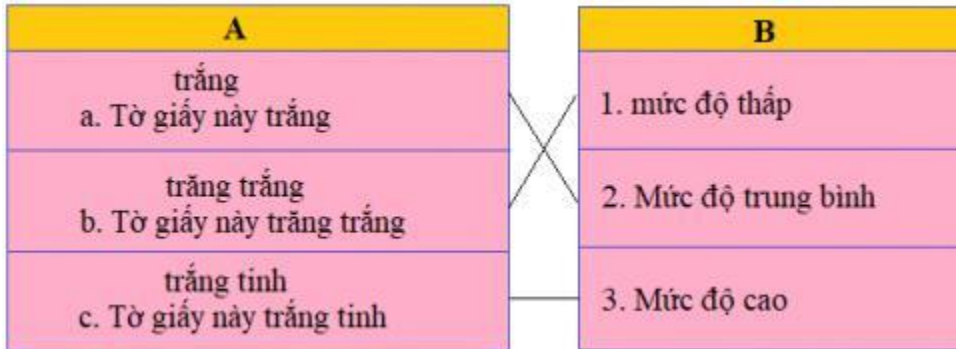 A
trắng
a. Tờ giấy này trắng
trăng trắng
b. Tờ giấy này trăng trắng
trắng tinh
c. Tờ giấy này trắng tinh
B
1. mức độ thấp
2. Mức độ trung bình
3. Mức độ cao